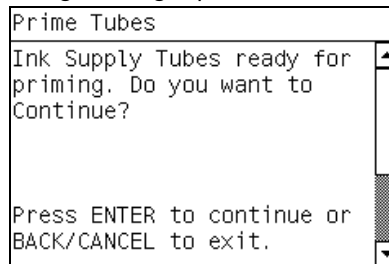 Prime Tubes
Ink Supply Tubes ready for
priming. Do you want to
Continue?
Press ENTER to continue or
BACK/CANCEL to exit.